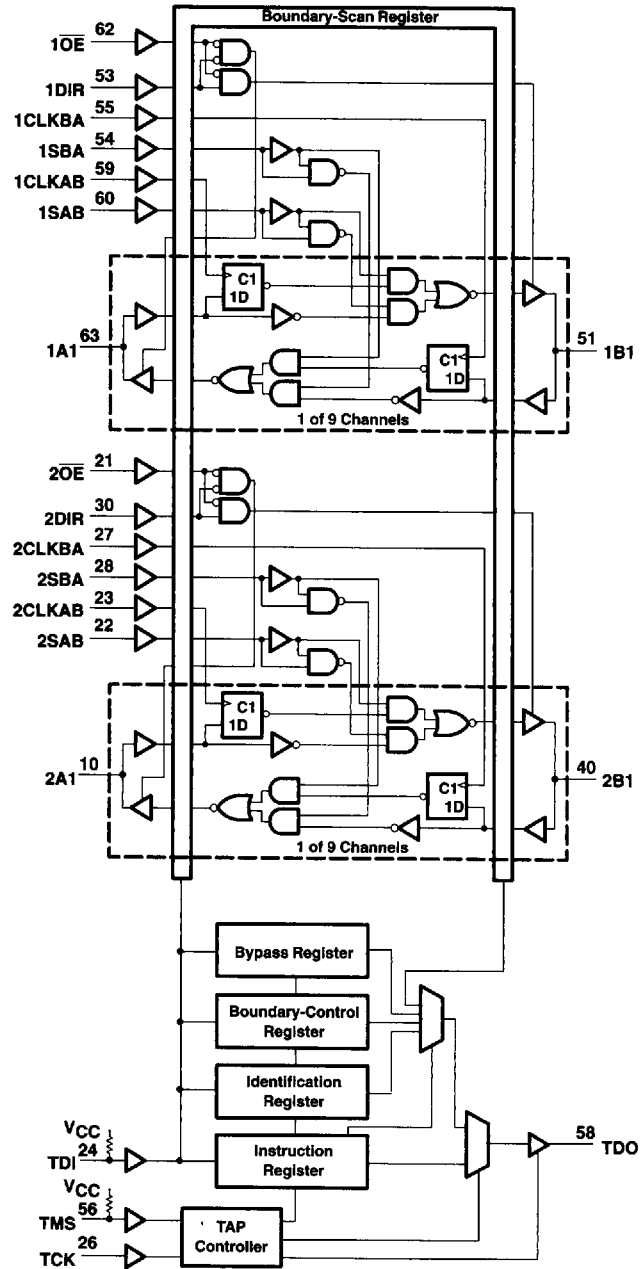 Boundary-Scan Register
1O̅E̅ 62
1DIR 53
1CLKBA 55
1SBA 54
1CLKAB 59
1SAB 60
C1
1D
1A1 63
51 1B1
C1
1D
1 of 9 Channels
2O̅E̅ 21
2DIR 30
2CLKBA 27
2SBA 28
2CLKAB 23
2SAB 22
C1
1D
2A1 10
40 2B1
C1
1D
1 of 9 Channels
Bypass Register
Boundary-Control
Register
Identification
Register
VCC
TDI 24
Instruction
Register
58 TDO
VCC
TMS 56
TAP
Controller
TCK 26